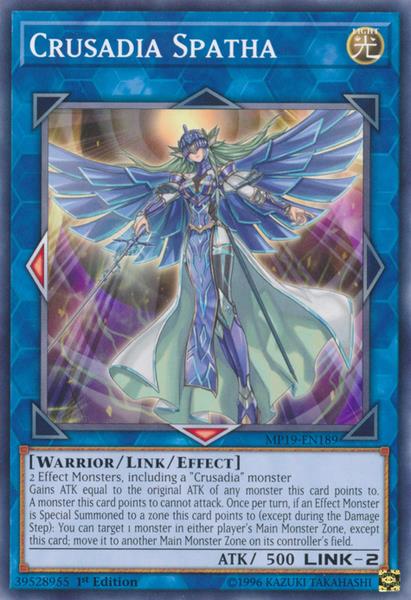 CRUSADIA SPATHA
LIGHT
光
MP19-EN189
[WARRIOR/LINK/EFFECT]
2 Effect Monsters, including a "Crusadia" monster
Gains ATK equal to the original ATK of any monster this card points to.
A monster this card points to cannot attack. Once per turn, if an Effect Monster
is Special Summoned to a zone this card points to (except during the Damage
Step): You can target 1 monster in either player's Main Monster Zone, except
this card; move it to another Main Monster Zone on its controller's field.
ATK/ 500 LINK-2
39528955 1st Edition ©1996 KAZUKI TAKAHASHI